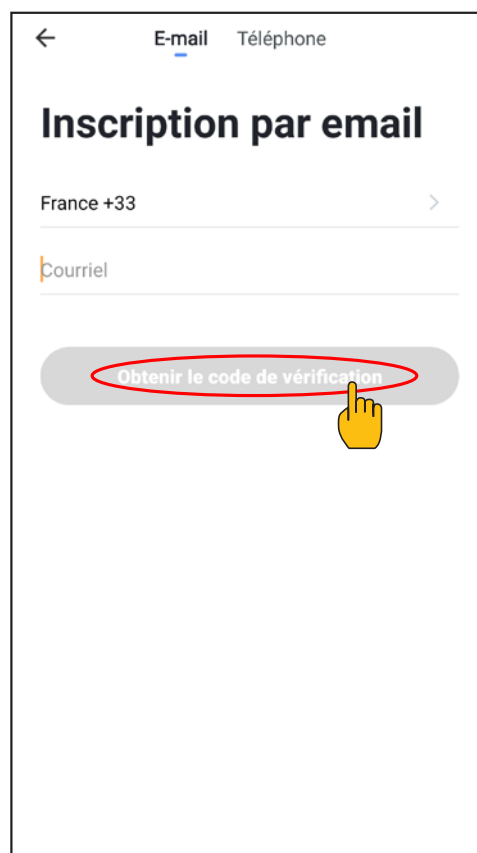 E-mail Téléphone
Inscription par email
France +33
Courriel
Obtenir le code de vérification